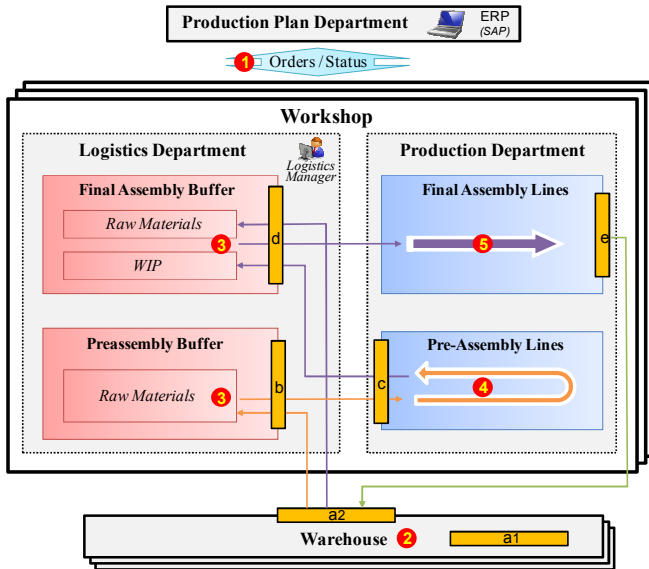 Production Plan Department
ERP
(SAP)
1 Orders / Status
Workshop
Logistics Department
Logistics
Manager
Production Department
Final Assembly Buffer
Raw Materials
3
WIP
d
Final Assembly Lines
5
e
Preassembly Buffer
Raw Materials
3
b
Pre-Assembly Lines
c
4
a2
Warehouse 2
a1